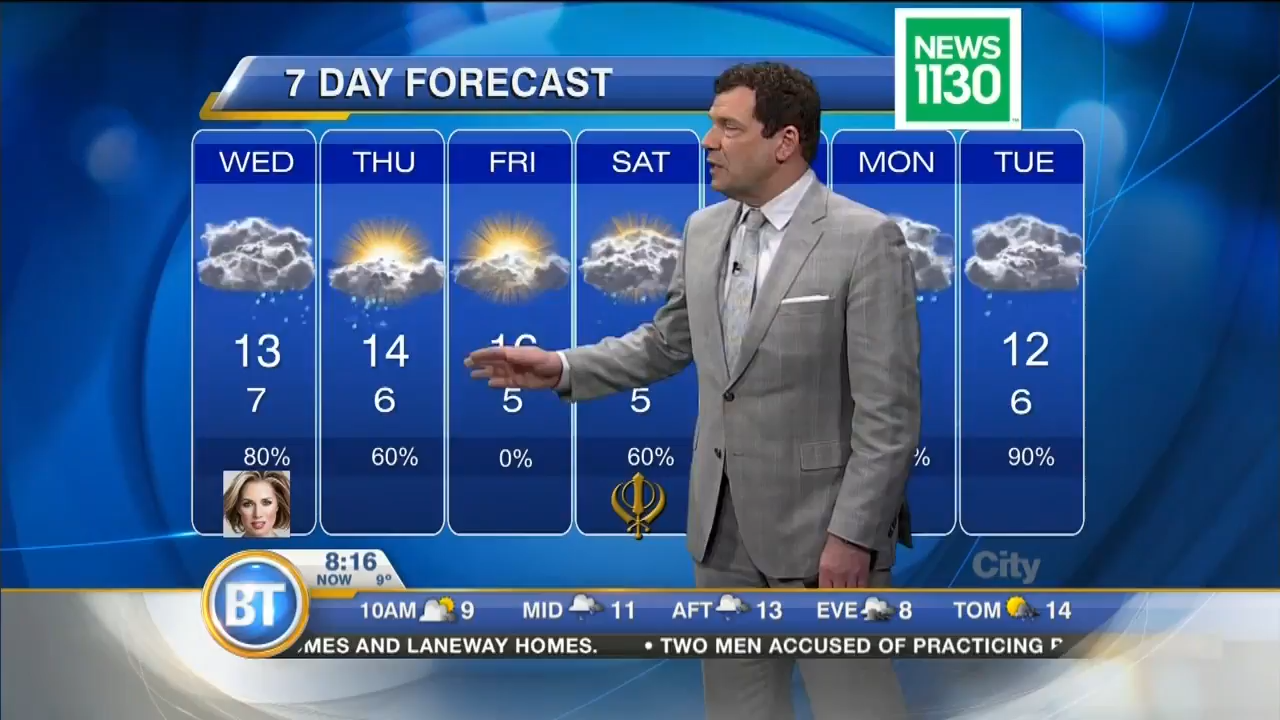 NEWS
1130
7 DAY FORECAST
WED THU FRI SAT MON TUE
13 14 16 12
7 6 5 5 6
80% 60% 0% 60% % 90%
City
8:16
NOW 9°
BT
10AM 9 MID 11 AFT 13 EVE 8 TOM 14
OMES AND LANEWAY HOMES. • TWO MEN ACCUSED OF PRACTICING